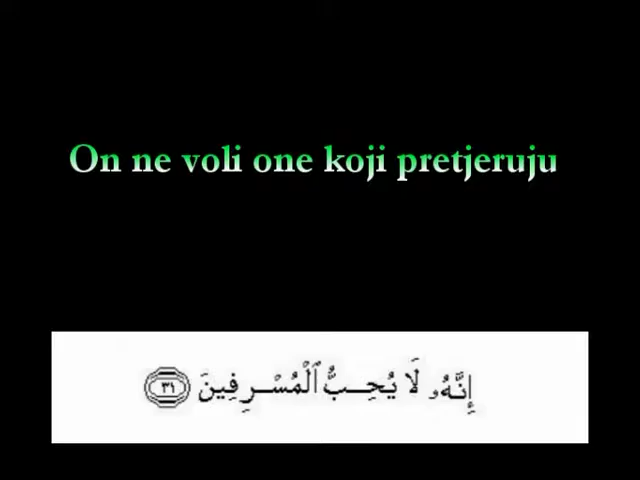 On ne voli one koji pretjeruju
إِنَّهُۥ لَا يُحِبُّ ٱلْمُسْرِفِينَ ٣١